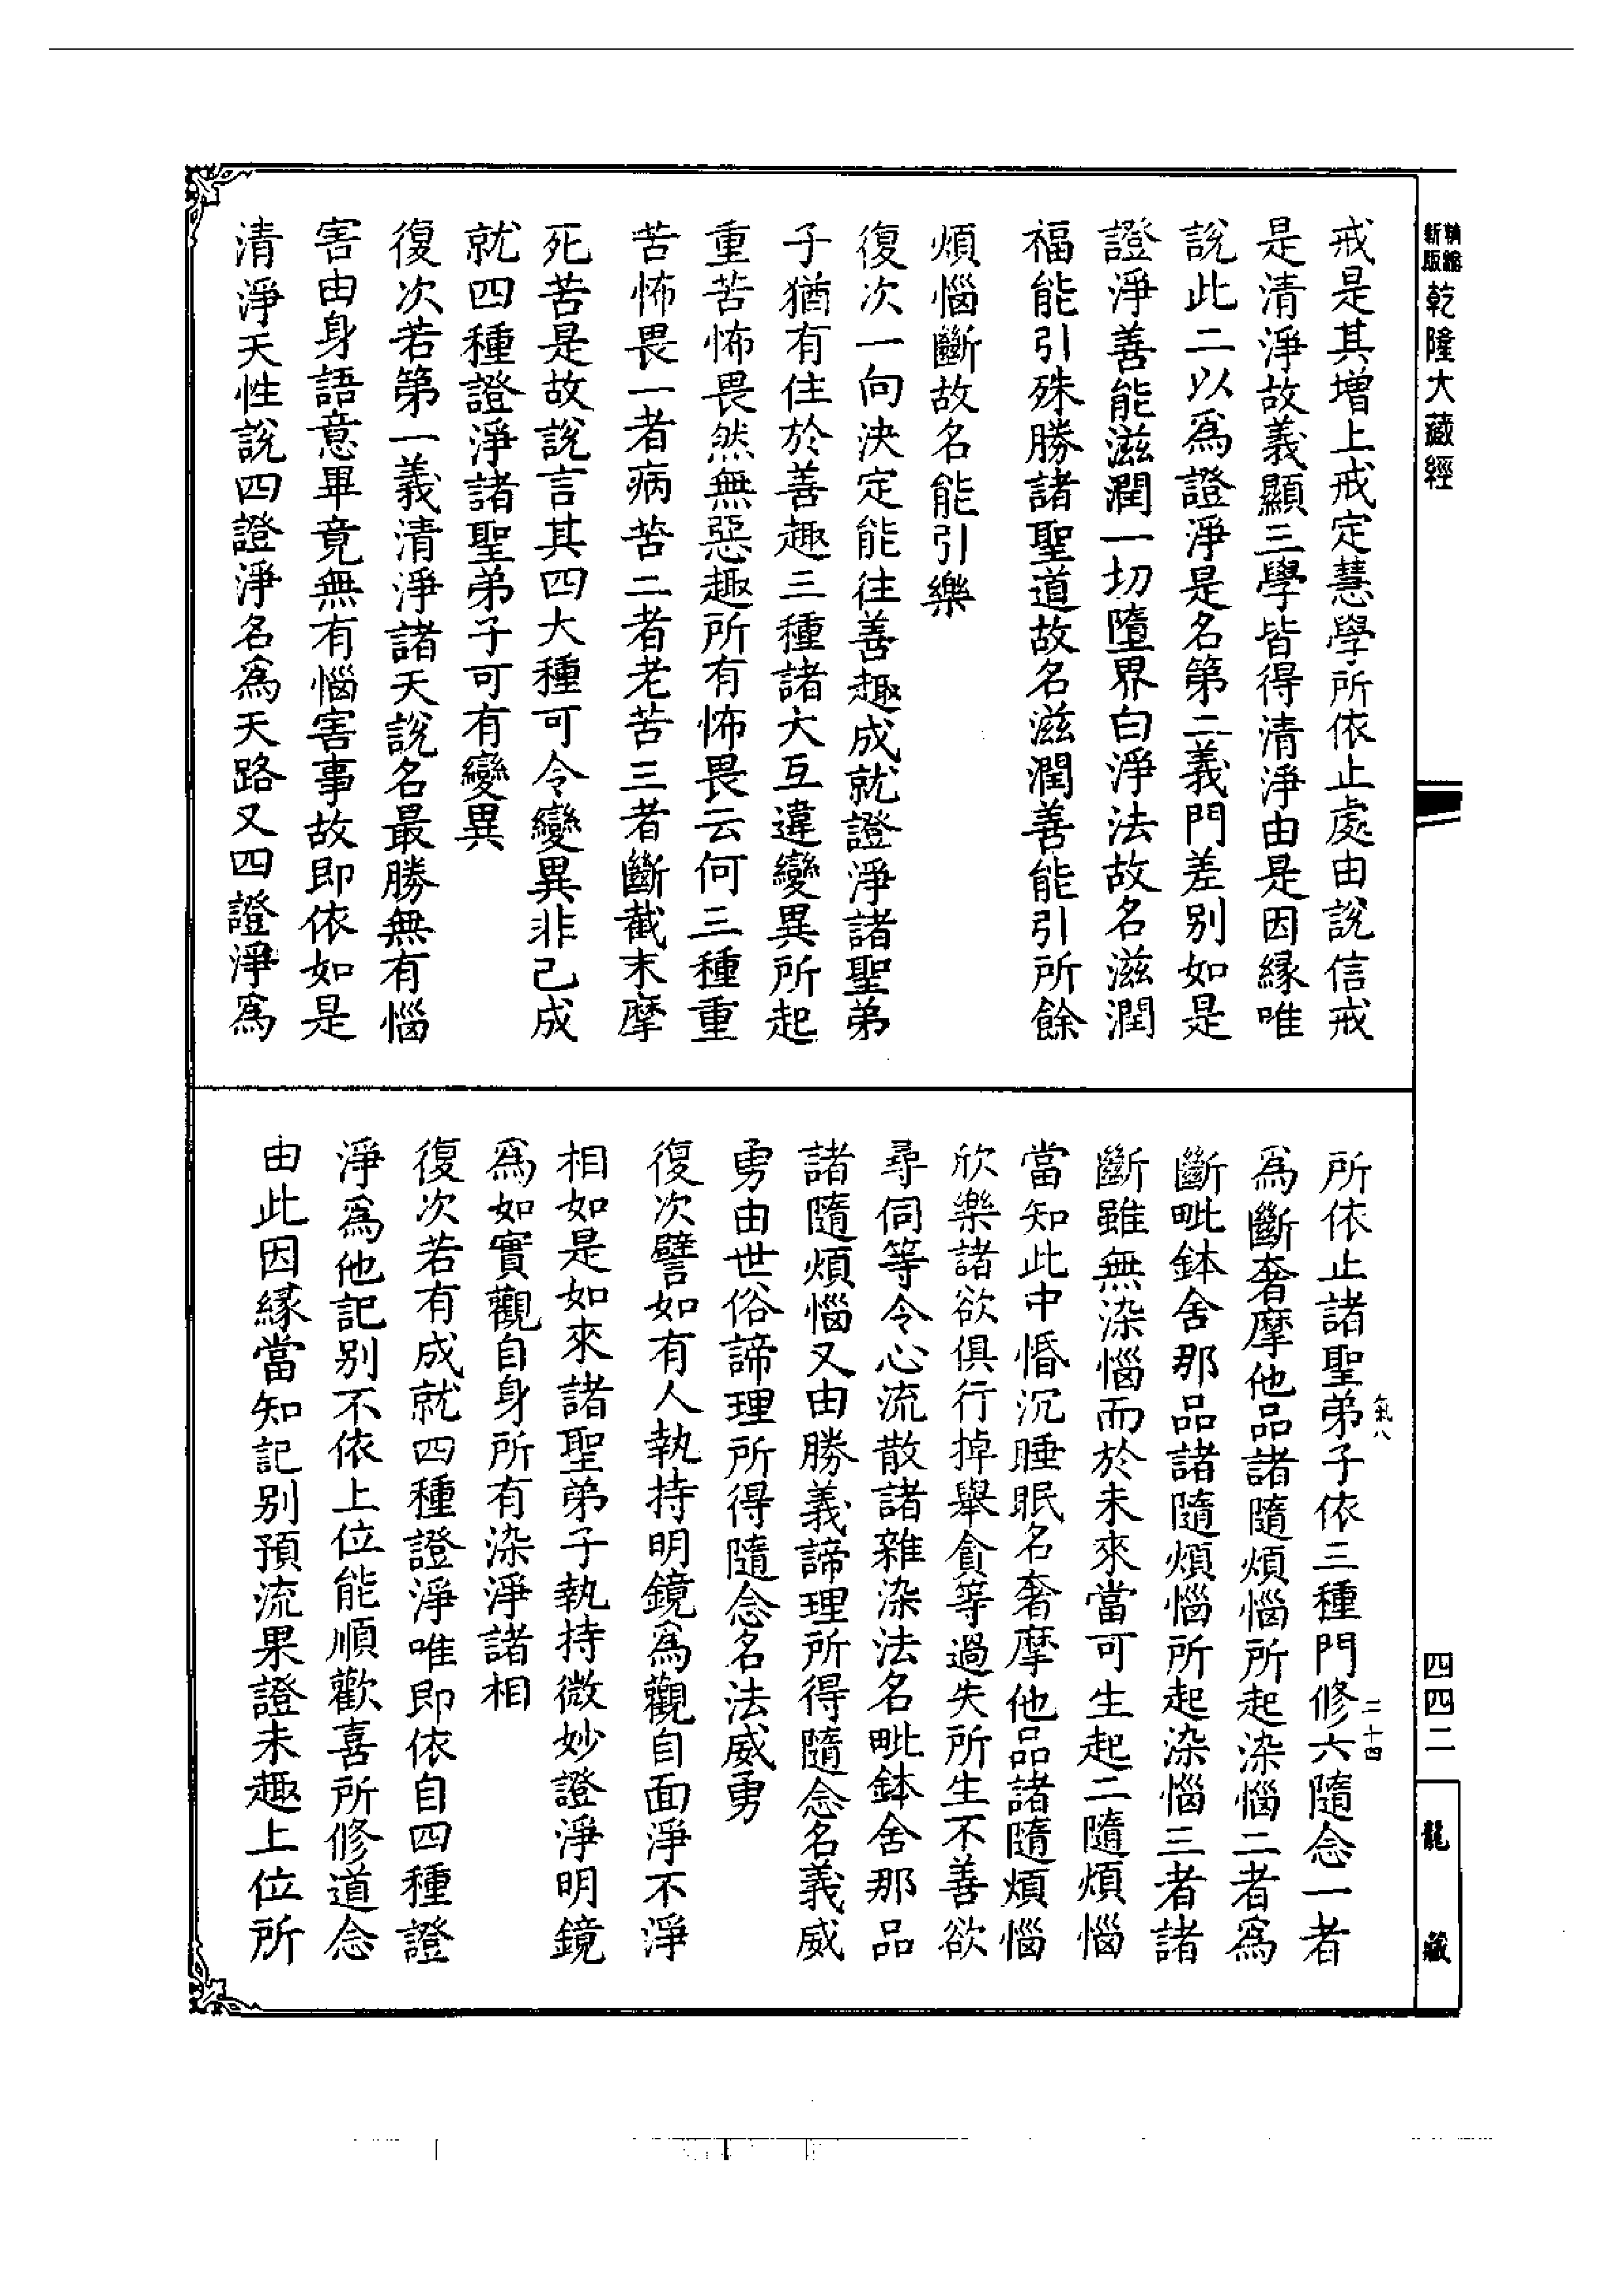 精縮新版乾隆大藏經
戒是其增上戒定慧學所依止處由說信戒
是清淨故義顯三學皆得清淨由是因緣唯
說此二以爲證淨是名第二義門差別如是
證淨善能滋潤一切墮界白淨法故名滋潤
福能引殊勝諸聖道故名滋潤善能引所餘
煩惱斷故名能引樂
復次一向決定能往善趣成就證淨諸聖弟
子猶有住於善趣三種諸大互違變異所起
重苦怖畏然無惡趣所有怖畏云何三種重
苦怖畏一者病苦二者老苦三者斷截末摩
死苦是故說言其四大種可令變異非己成
就四種證淨諸聖弟子可有變異
復次若第一義清淨諸天說名最勝無有惱
害由身語意畢竟無有惱害事故即依如是
清淨天性說四證淨名爲天路又四證淨爲
四四二
龍藏
氣八
二十四
所依止諸聖弟子依三種門修六隨念一者
爲斷奢摩他品諸隨煩惱所起染惱二者爲
斷毗鉢舍那品諸隨煩惱所起染惱三者諸
斷雖無染惱而於未來當可生起二隨煩惱
當知此中惛沉睡眠名奢摩他品諸隨煩惱
欣樂諸欲俱行掉舉貪等過失所生不善欲
尋伺等令心流散諸雜染法名毗鉢舍那品
諸隨煩惱又由勝義諦理所得隨念名義威
勇由世俗諦理所得隨念名法威勇
復次譬如有人執持明鏡爲觀自面淨不淨
相如是如來諸聖弟子執持微妙證淨明鏡
爲如實觀自身所有染淨諸相
復次若有成就四種證淨唯即依自四種證
淨爲他記別不依上位能順歡喜所修道念
由此因緣當知記別預流果證未趣上位所